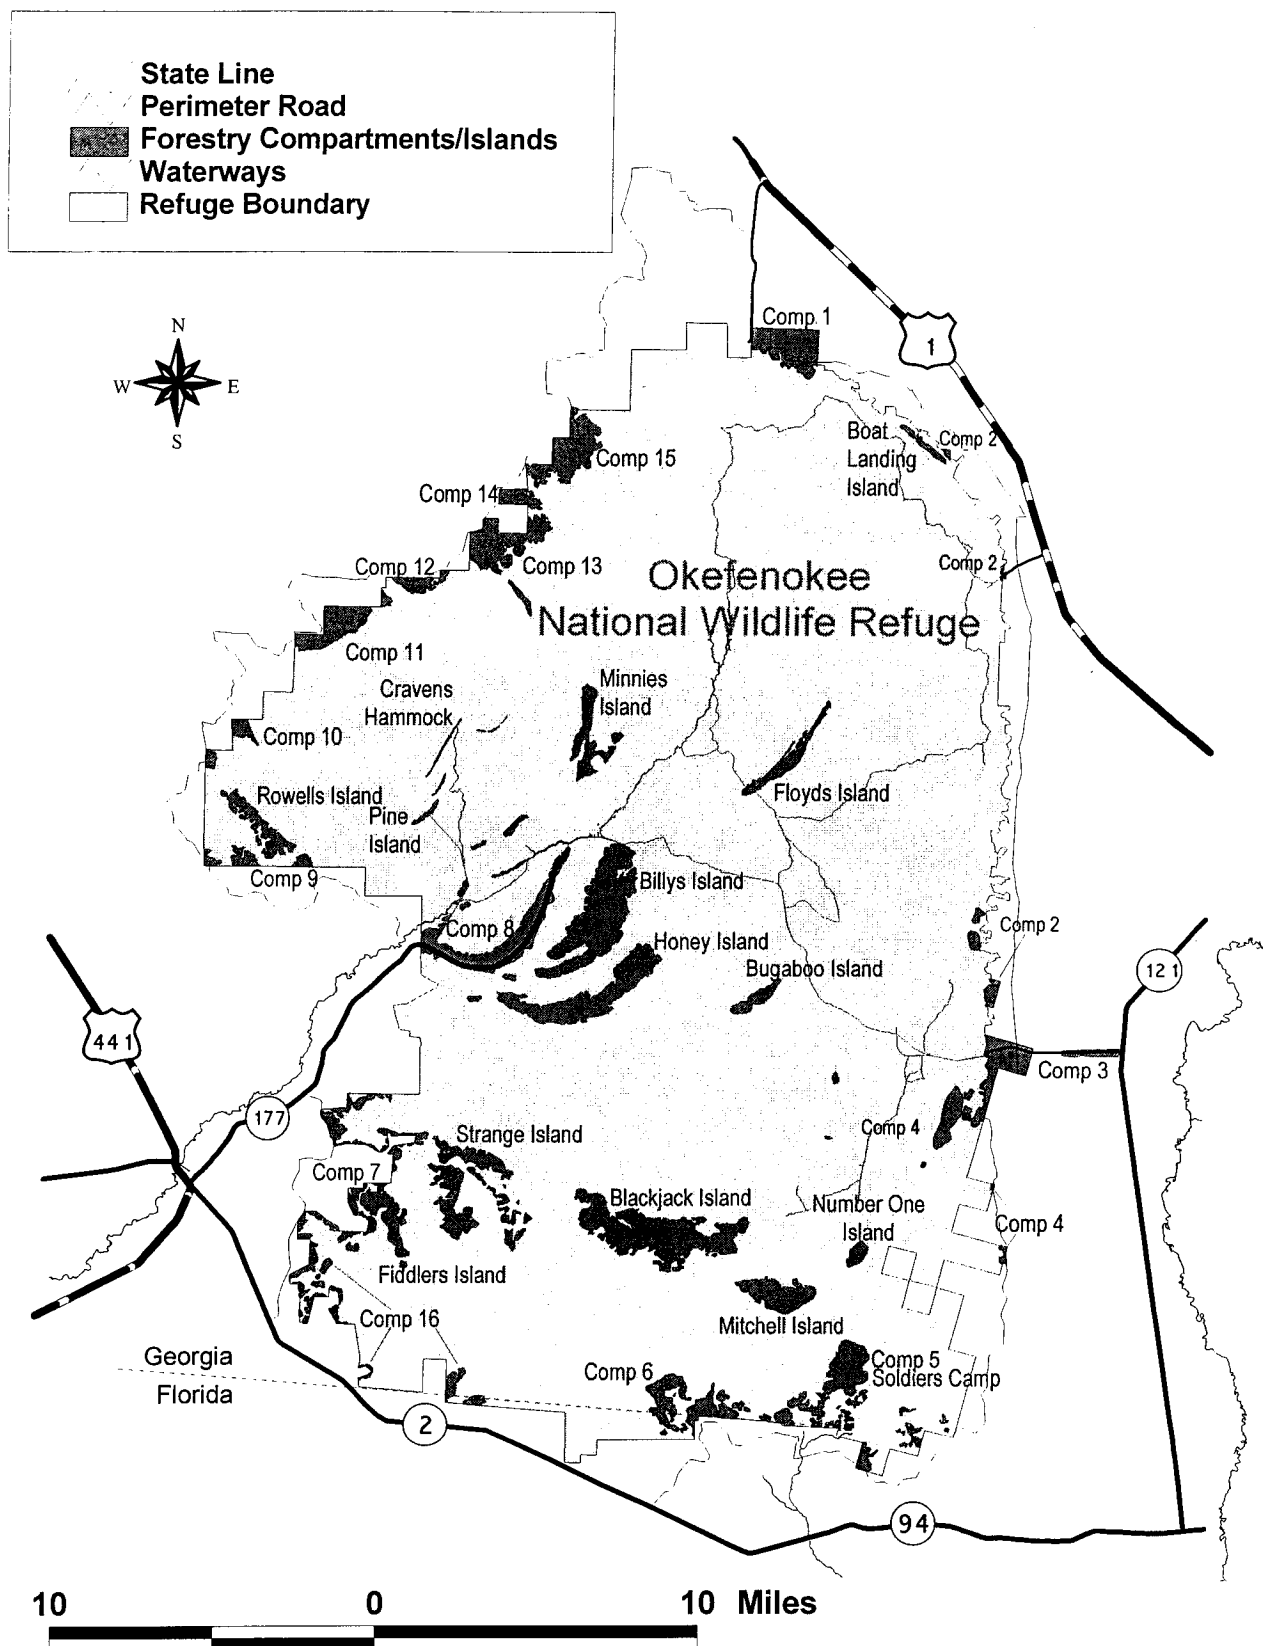 State Line
Perimeter Road
Forestry Compartments/Islands
Waterways
Refuge Boundary
N
W
E
S
Comp. 1
1
Boat
Landing
Island
Comp 2
Comp 15
Comp 14
Comp 12
Comp 13
Comp 2
Okefenokee
National Wildlife Refuge
Comp 11
Cravens
Hammock
Minnies
Island
Comp 10
Rowells Island
Pine
Island
Floyds Island
Comp 9
Billys Island
Comp 8
Honey Island
Comp 2
Bugaboo Island
121
441
Comp 3
177
Comp 4
Strange Island
Comp 7
Blackjack Island
Number One
Island
Comp 4
Fiddlers Island
Comp 16
Mitchell Island
Georgia
Florida
Comp 6
Comp 5
Soldiers Camp
2
94
10
0
10 Miles